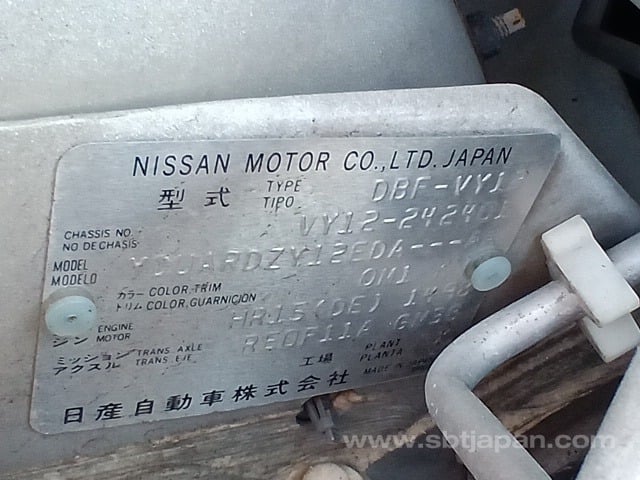 NISSAN MOTOR CO.,LTD. JAPAN
型式 TYPE TIPO DBF-VY1
CHASSIS NO. NO DE CHASIS VY12-242401
MODEL MODELO
カラー COLOR, TRIM トリム COLOR, GUARNICION
エンジン ENGINE MOTOR HR15(DE)
ミッション アクスル TRANS. AXLE TRANS. EJE. RE0F11A
工場 PLANT PLANTA
MADE IN JAPAN
日産自動車株式会社
www.sbtjapan.com